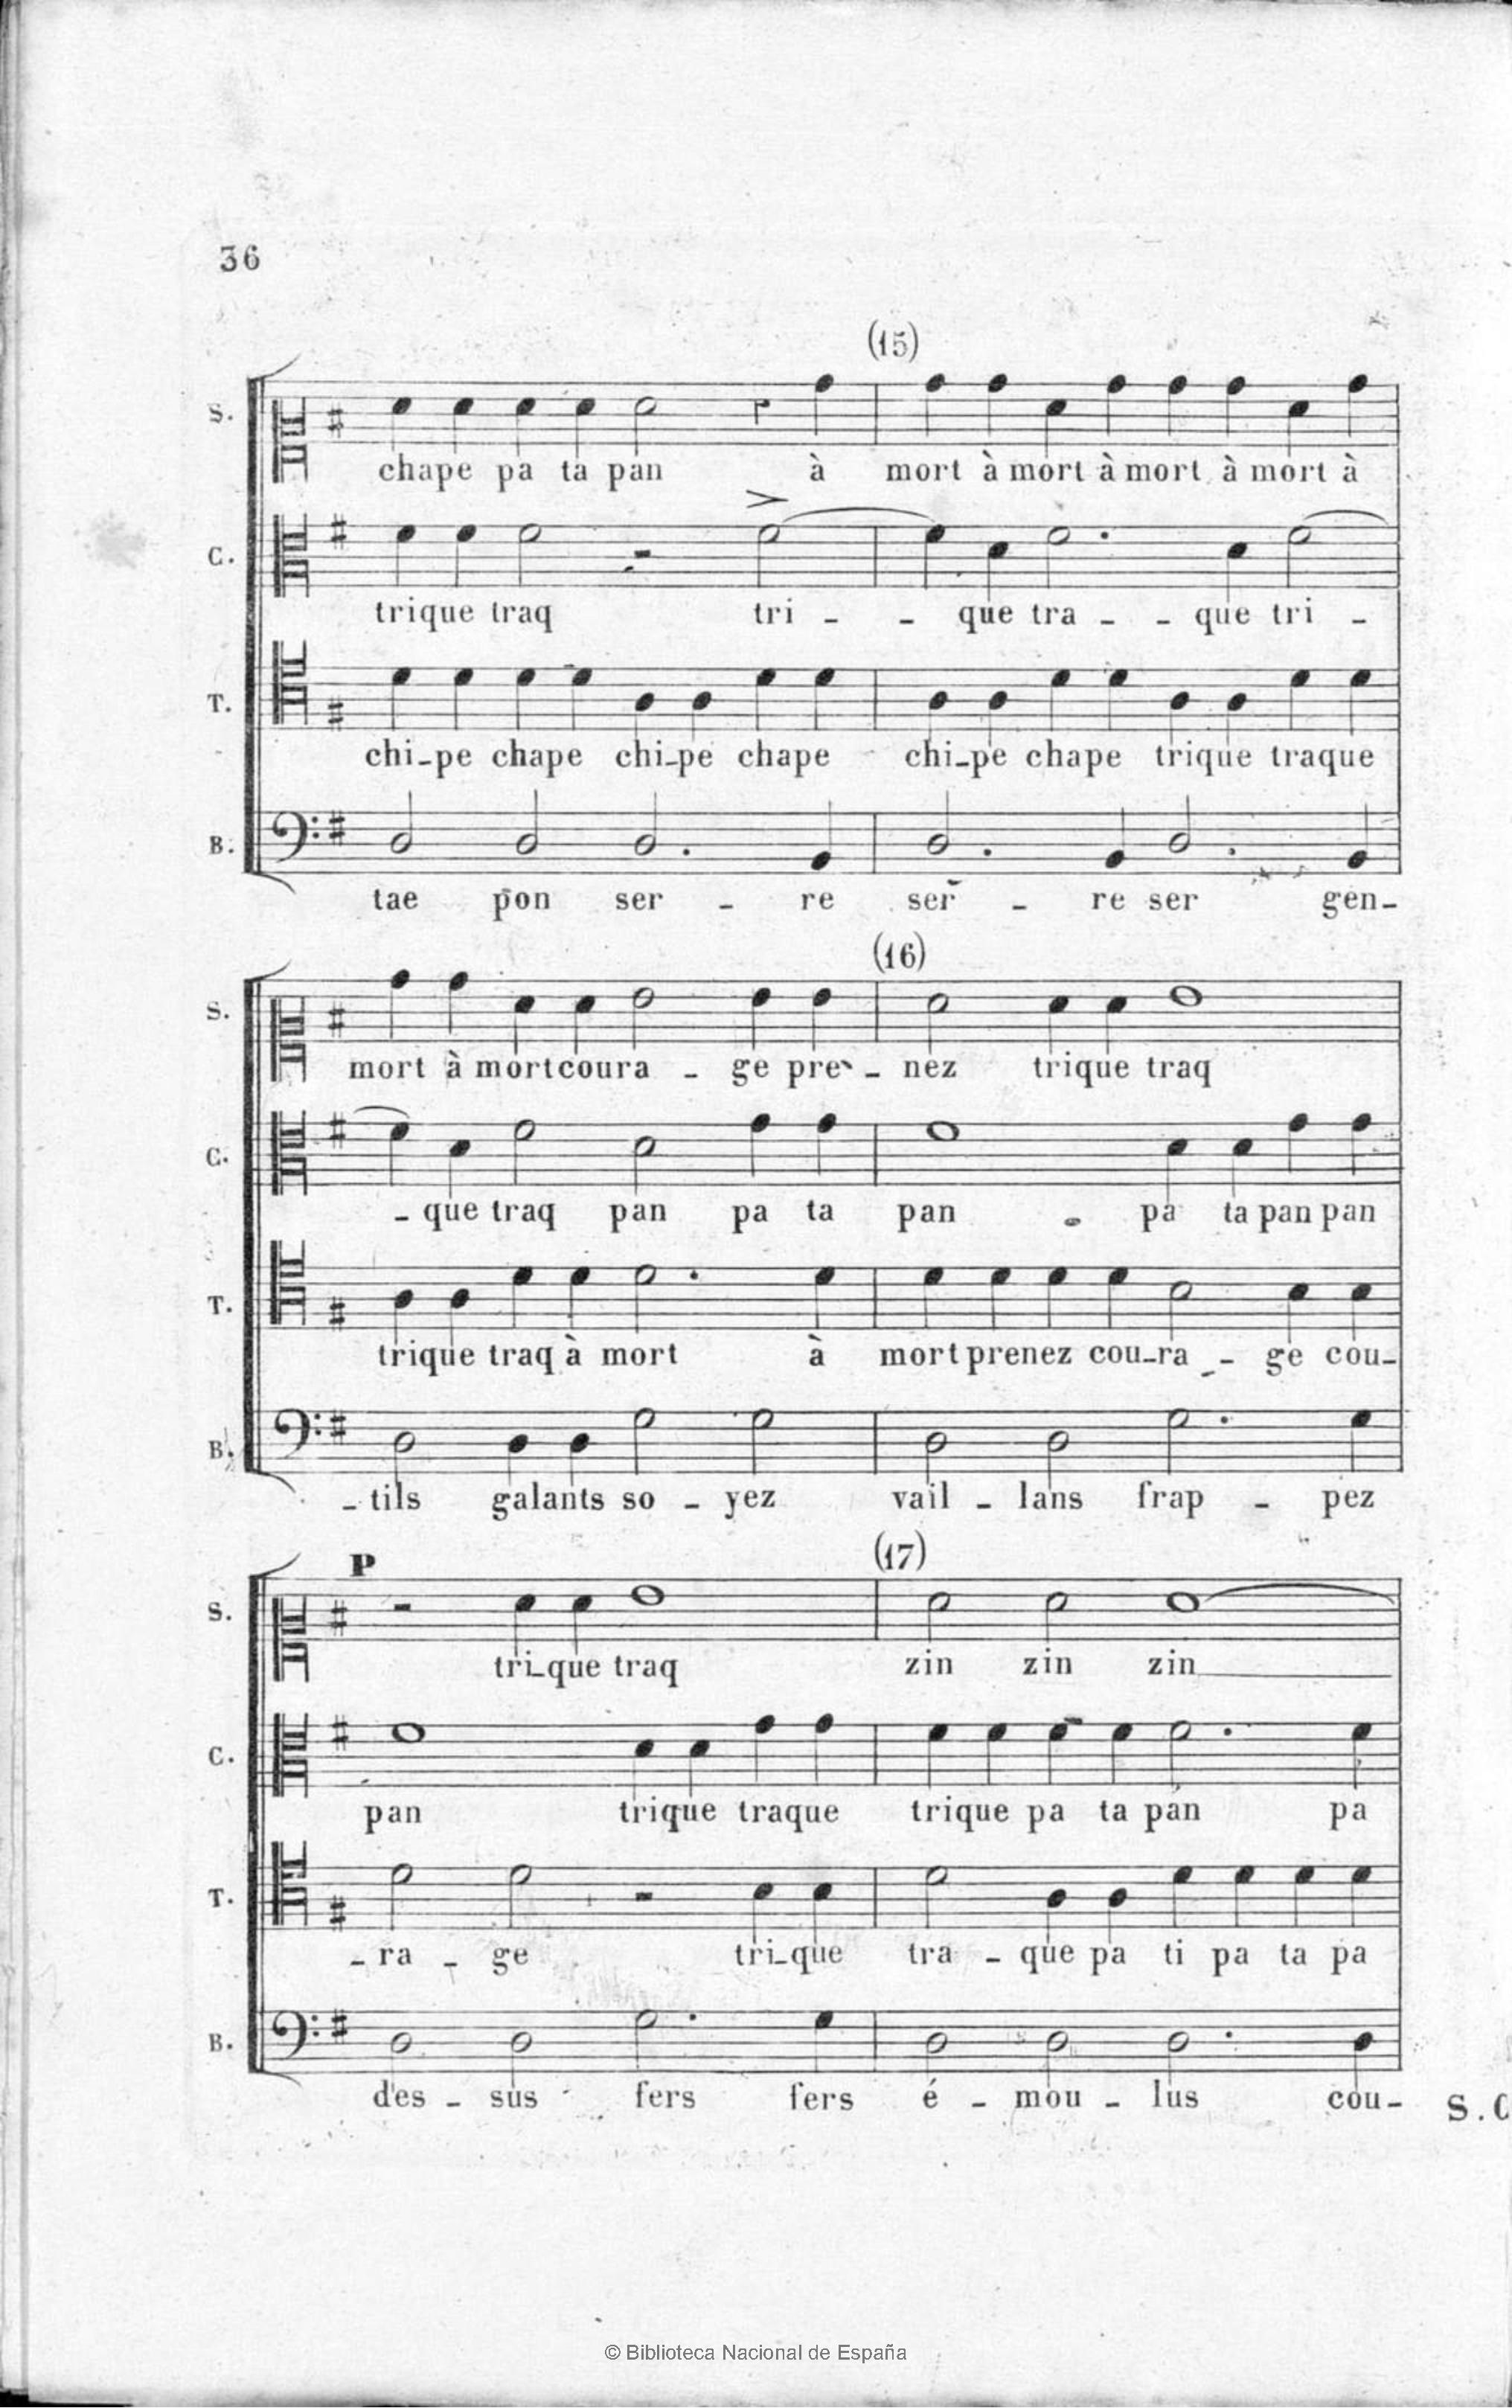 36
(15)
S.
chape pa ta pan à mort à mort à mort à mort à
C.
trique traq tri - - que tra - - que tri -
T.
chi-pe chape chi-pe chape chi-pe chape trique traque
B.
tae pon ser - re ser - re ser gen-
(16)
S.
mort à mort coura - ge pre - nez trique traq
C.
- que traq pan pa ta pan - pa ta pan pan
T.
trique traq à mort à mort prenez cou-ra - ge cou-
B.
- tils galants so - yez vail - lans frap - pez
P (17)
S.
tri-que traq zin zin zin
C.
pan trique traque trique pa ta pan pa
T.
- ra - ge tri-que tra - que pa ti pa ta pa
B.
des - sus fers fers é - mou - lus cou-
S. C
© Biblioteca Nacional de España